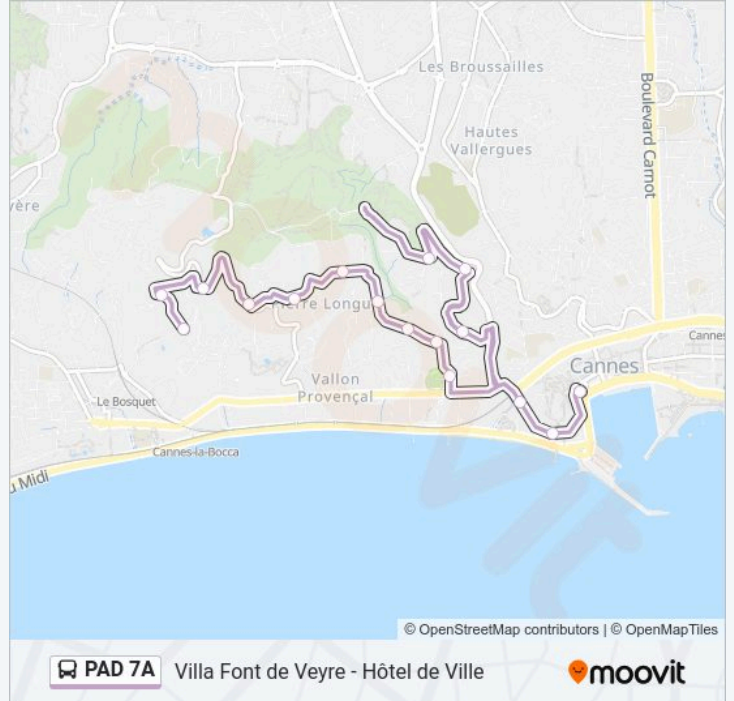 Les Broussailles
Hautes
Vallergues
Boulevard Carnot
vère
Pierre Longue
Vallon
Provençal
Cannes
Cannes
Le Bosquet
Cannes-la-Bocca
u Midi
© OpenStreetMap contributors | © OpenMapTiles
PAD 7A
Villa Font de Veyre - Hôtel de Ville
moovit